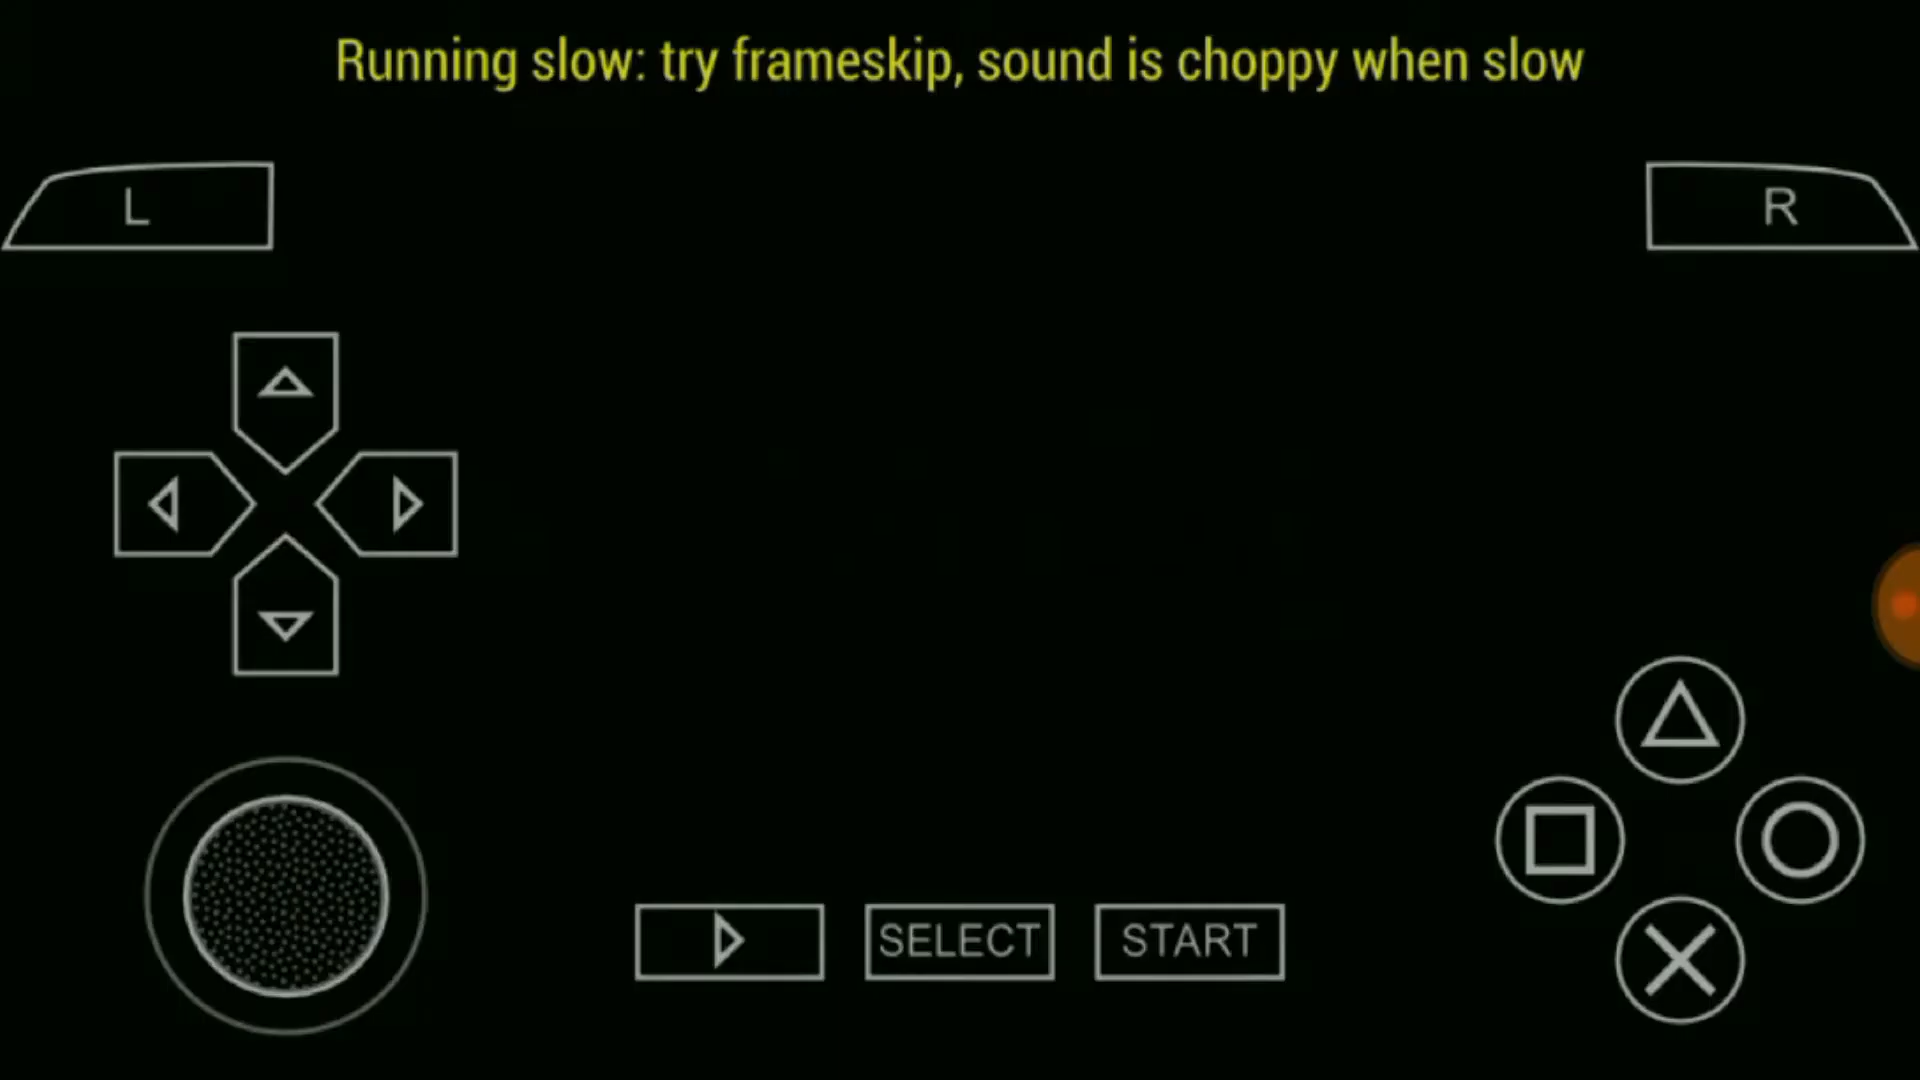 Running slow: try frameskip, sound is choppy when slow
L
R
SELECT
START